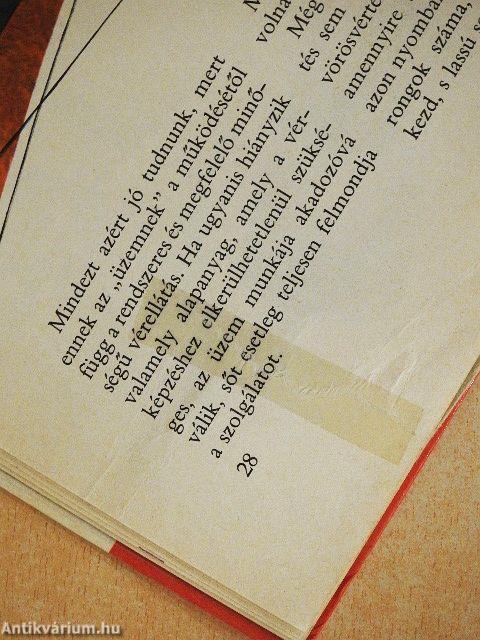 Mindezt azért jó tudnunk, mert
ennek az „üzemnek” a működésétől
függ a rendszeres és megfelelő minő-
ségű vérellátás. Ha ugyanis hiányzik
valamely alapanyag, amely a vér-
képzéshez elkerülhetetlenül szüksé-
ges, az üzem munkája akadozóvá
válik, sőt esetleg teljesen felmondja
a szolgálatot.
28
volna
Még
tés sem
vörösvérte
amennyire
azon nyomba
rongok száma,
kezd, s lassú
Antikvárium.hu